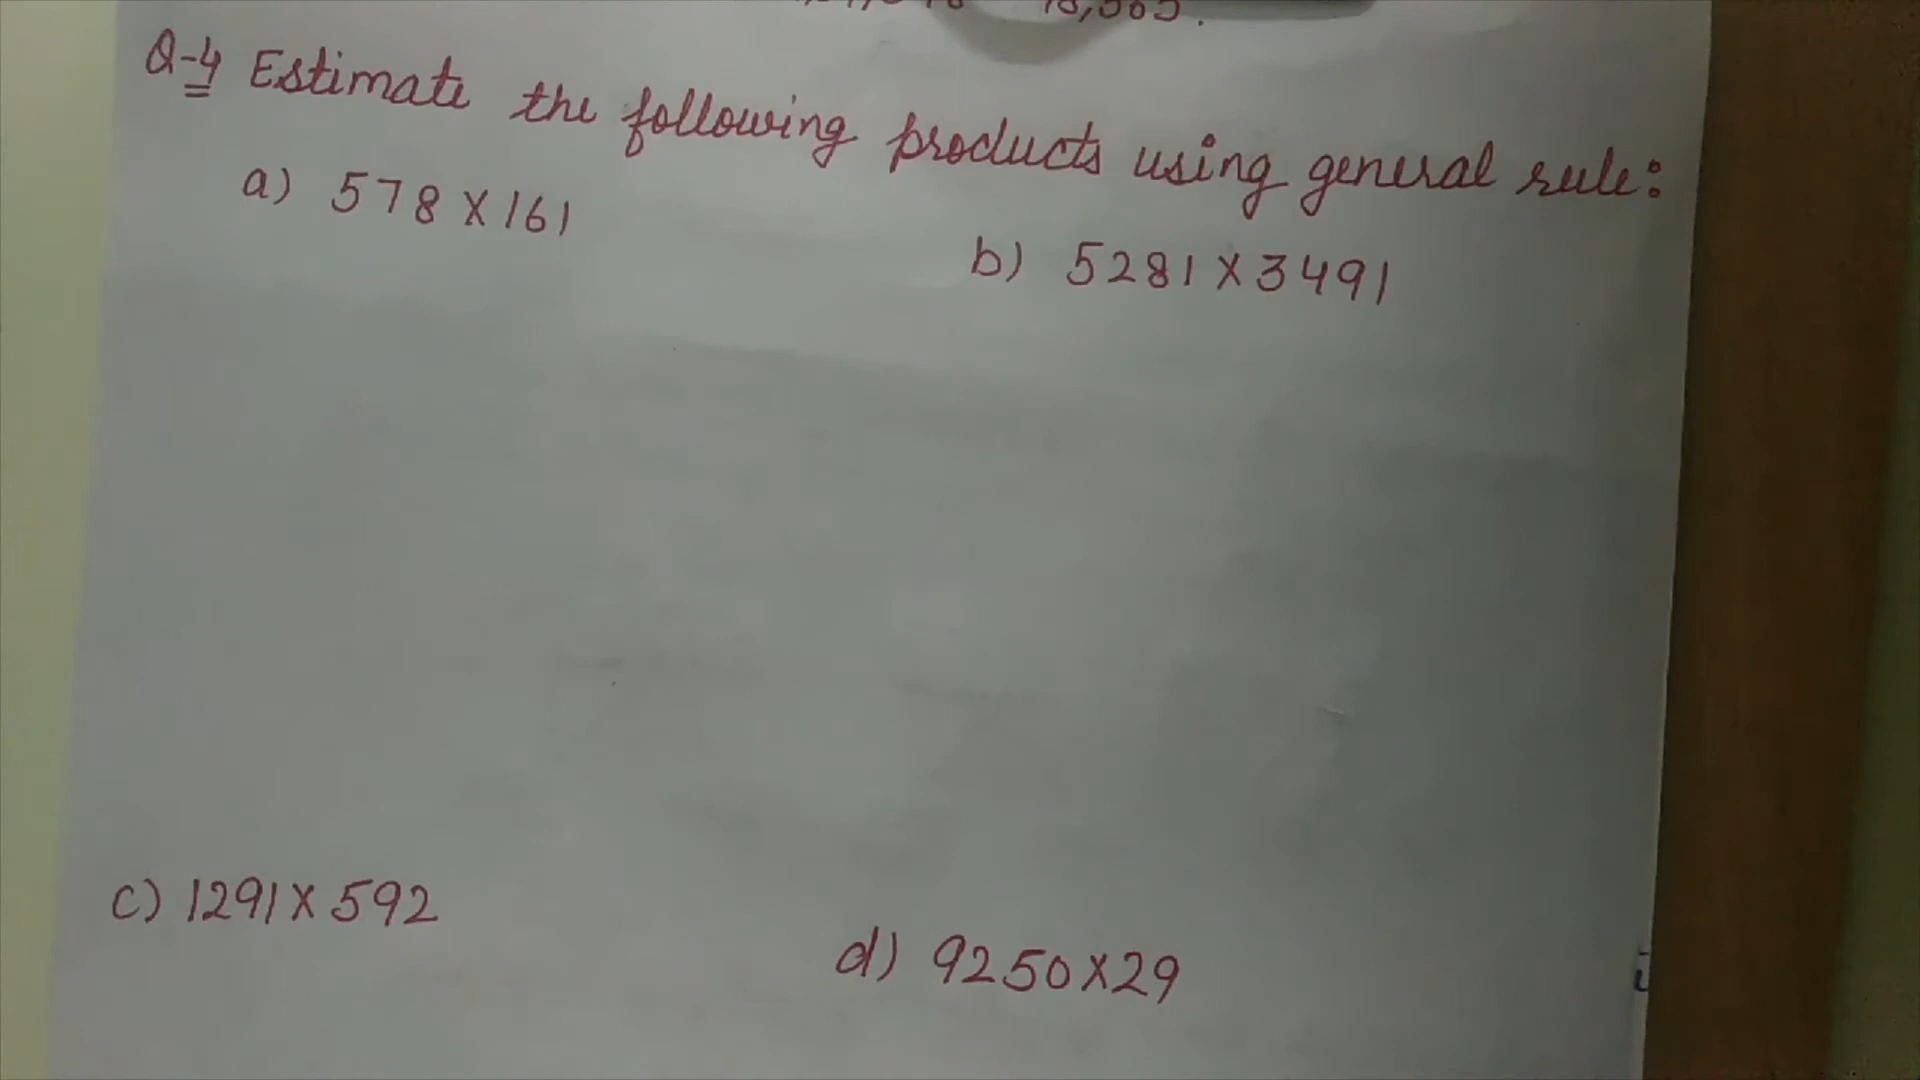 Q-4 Estimate the following products using general rule:
a) 578 X 161
b) 5281 X 3491
c) 1291 X 592
d) 9250 X 29